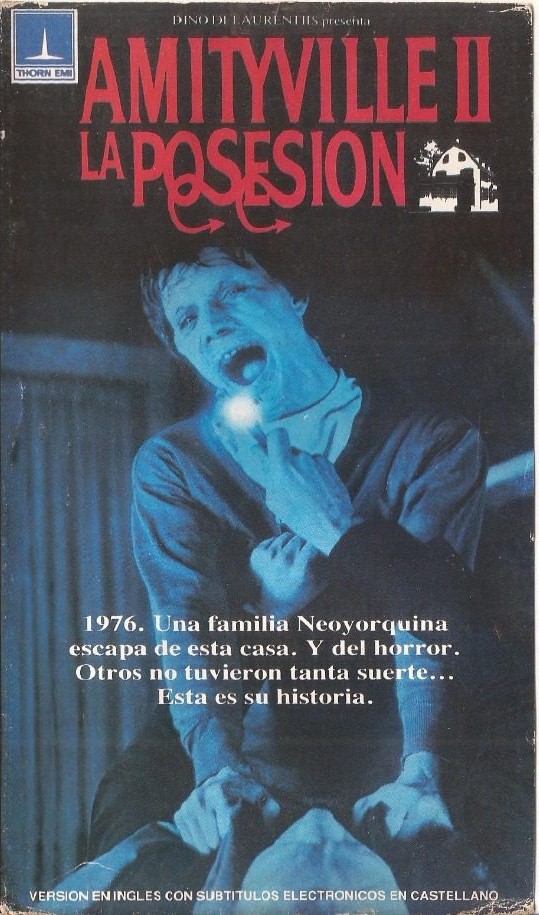 DINO DE LAURENTIIS presenta
THORN EMI
AMITYVILLE II
LA POSESION
1976. Una familia Neoyorquina
escapa de esta casa. Y del horror.
Otros no tuvieron tanta suerte...
Esta es su historia.
VERSION EN INGLES CON SUBTITULOS ELECTRONICOS EN CASTELLANO